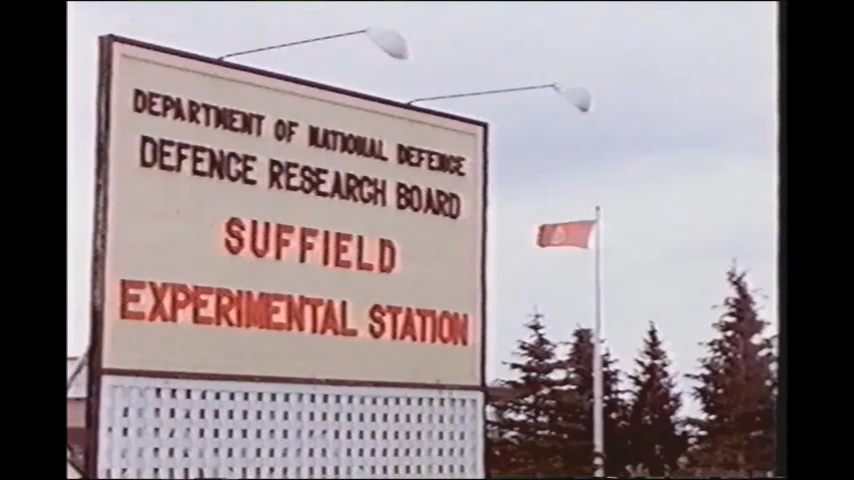 DEPARTMENT OF NATIONAL DEFENCE
DEFENCE RESEARCH BOARD
SUFFIELD
EXPERIMENTAL STATION